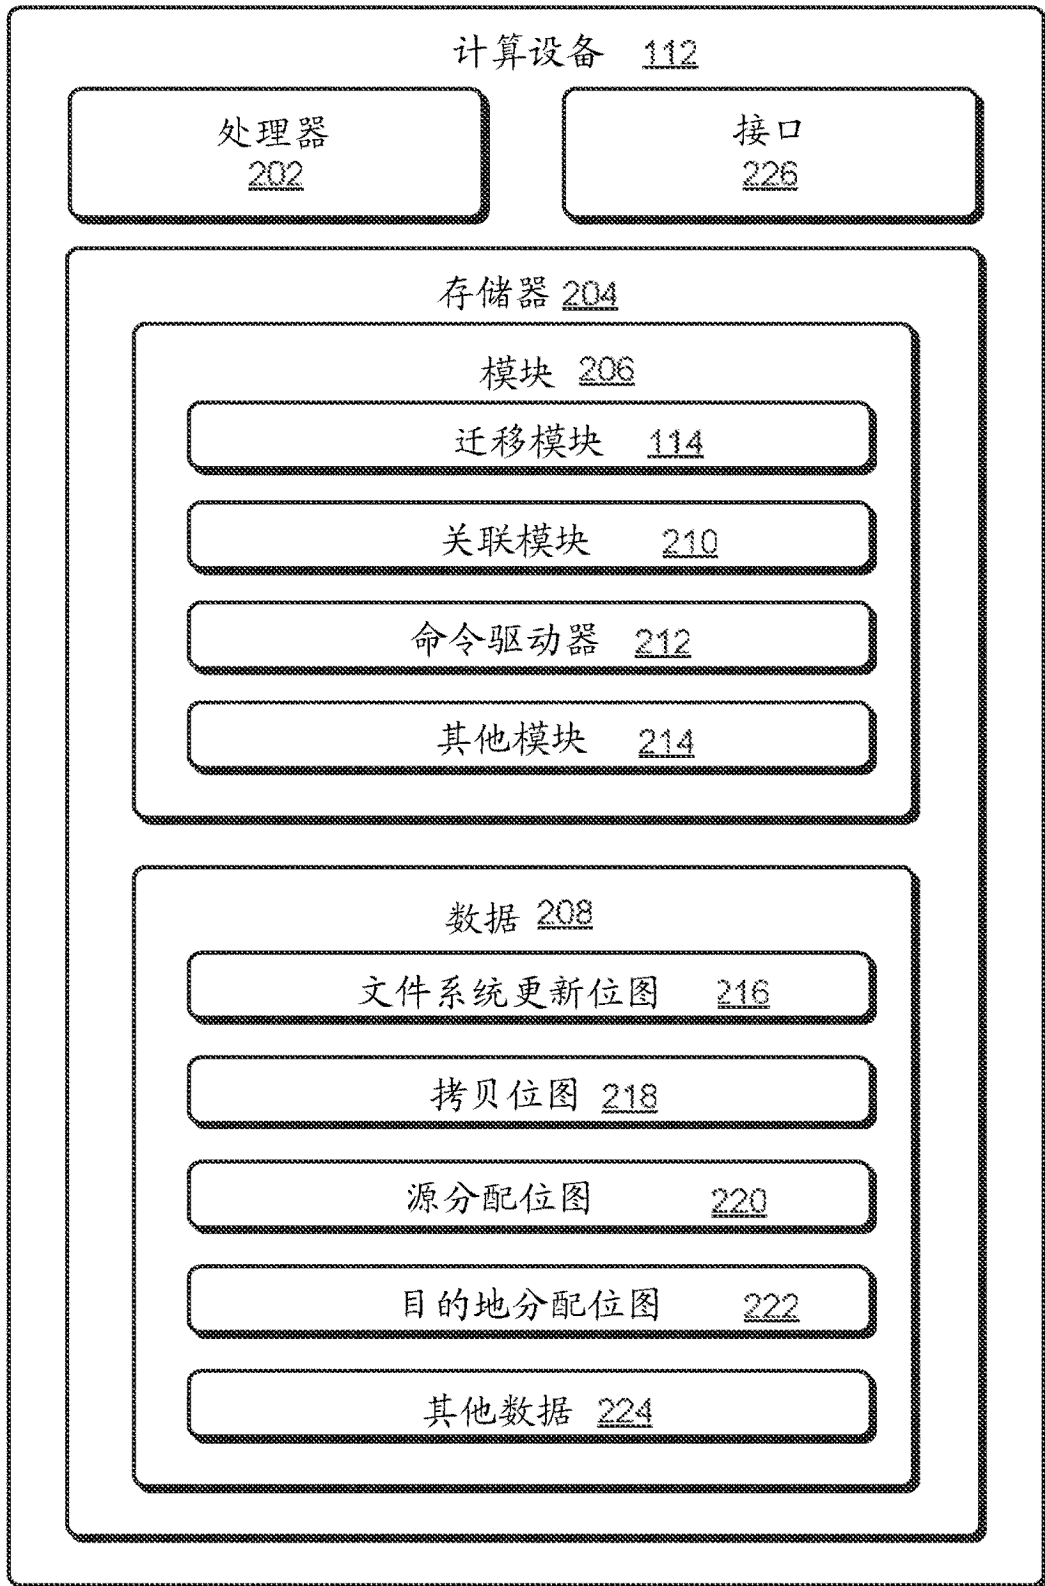 计算设备 112
处理器
202
接口
226
存储器 204
模块 206
迁移模块 114
关联模块 210
命令驱动器 212
其他模块 214
数据 208
文件系统更新位图 216
拷贝位图 218
源分配位图 220
目的地分配位图 222
其他数据 224